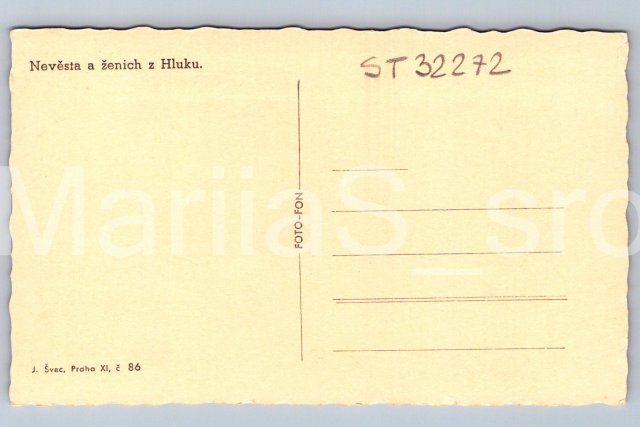 Nevěsta a ženich z Hluku.
ST 32272
FOTO-FON
MariiaS_sro
J. Švec, Praha XI, č 86